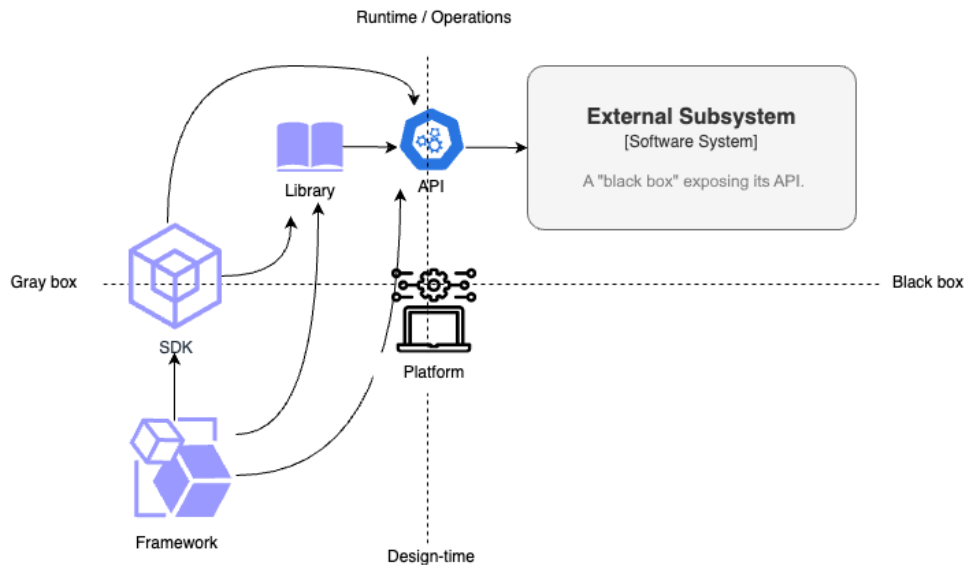 Runtime / Operations
External Subsystem
[Software System]
A "black box" exposing its API.
Library
API
Gray box
Black box
SDK
Platform
Framework
Design-time